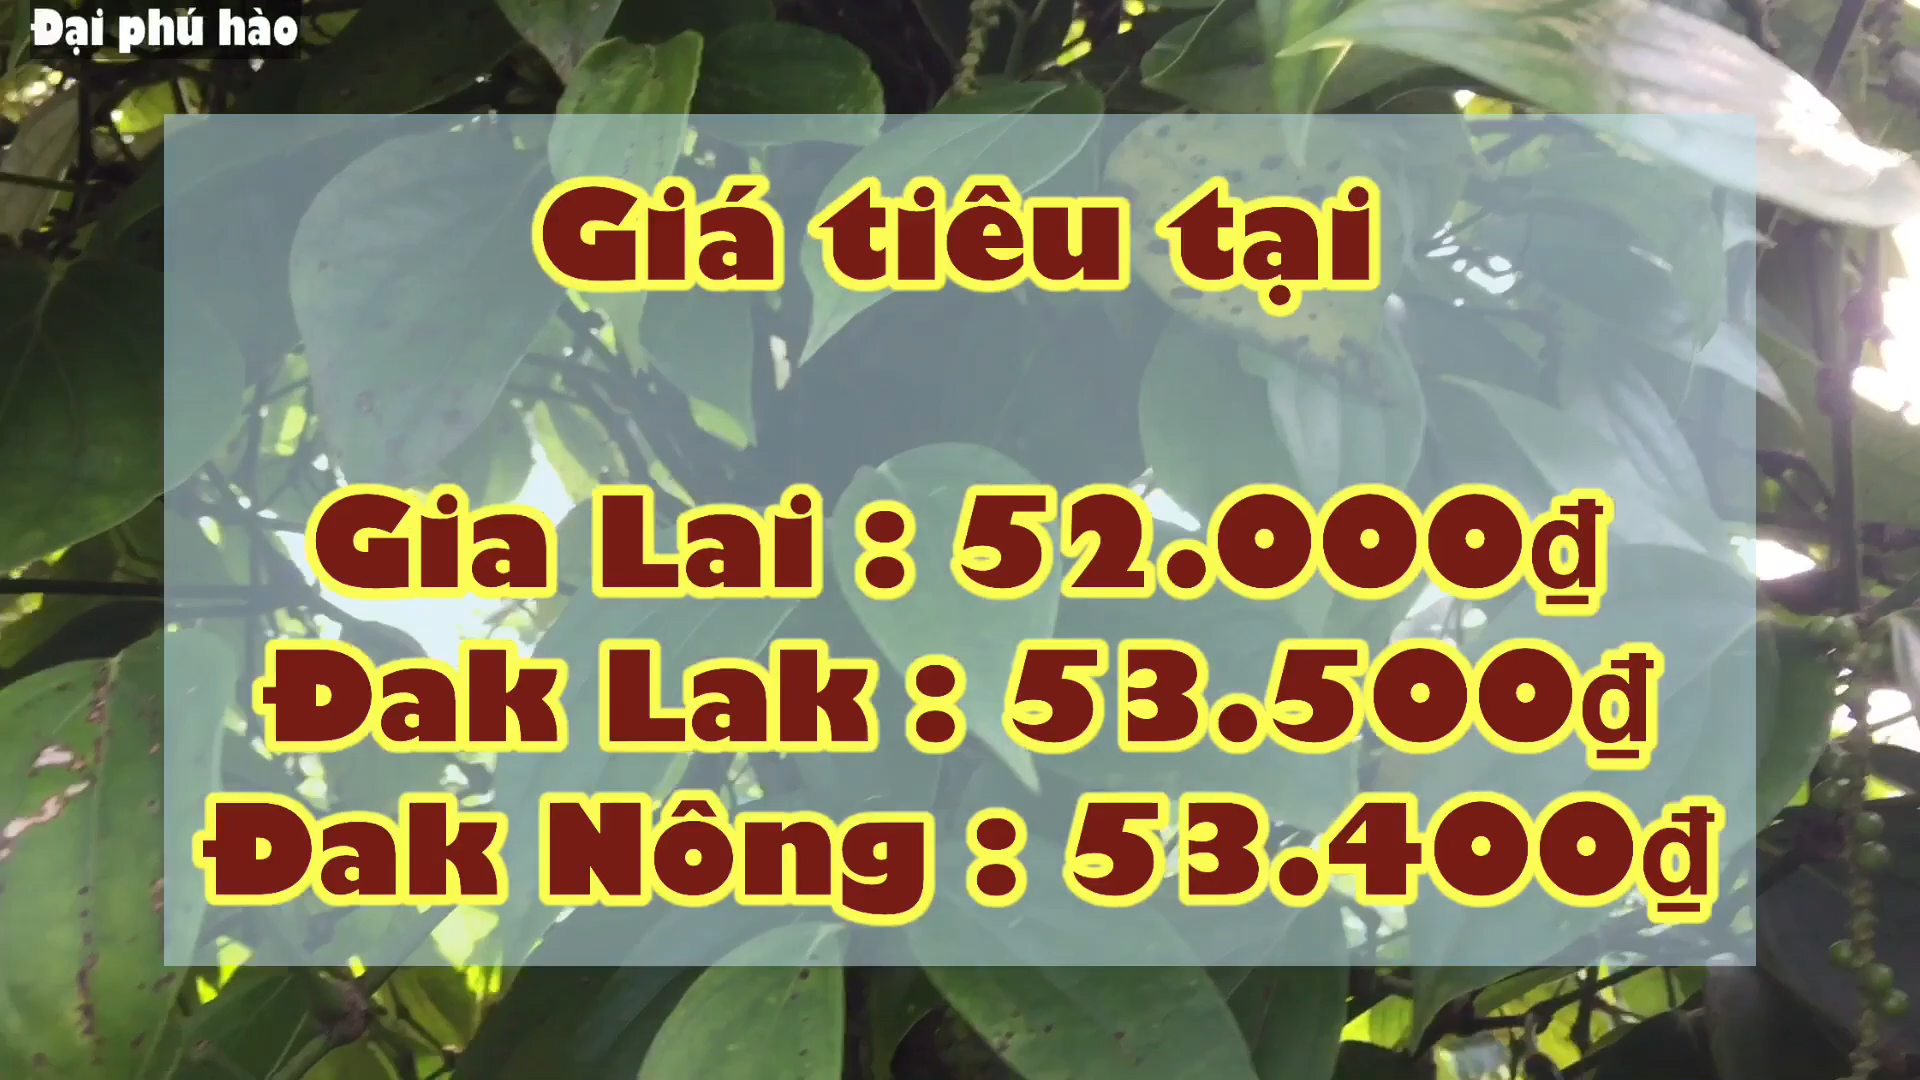 Đại phú hào
Giá tiêu tại
Gia Lai : 52.000₫
Đak Lak : 53.500₫
Đak Nông : 53.400₫